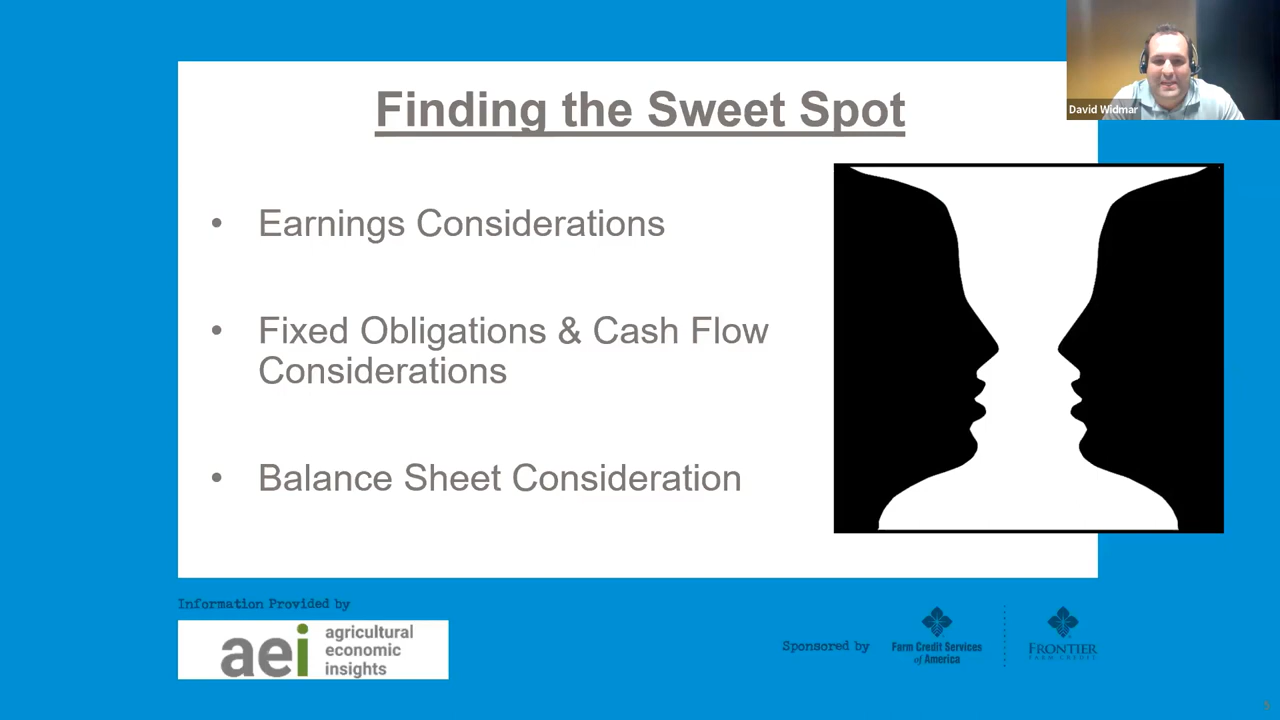 David Widmar
Finding the Sweet Spot
• Earnings Considerations
• Fixed Obligations & Cash Flow
Considerations
• Balance Sheet Consideration
Information Provided by
aei
agricultural
economic
insights
Sponsored by
Farm Credit Services
of America
FRONTIER
FARM CREDIT
5